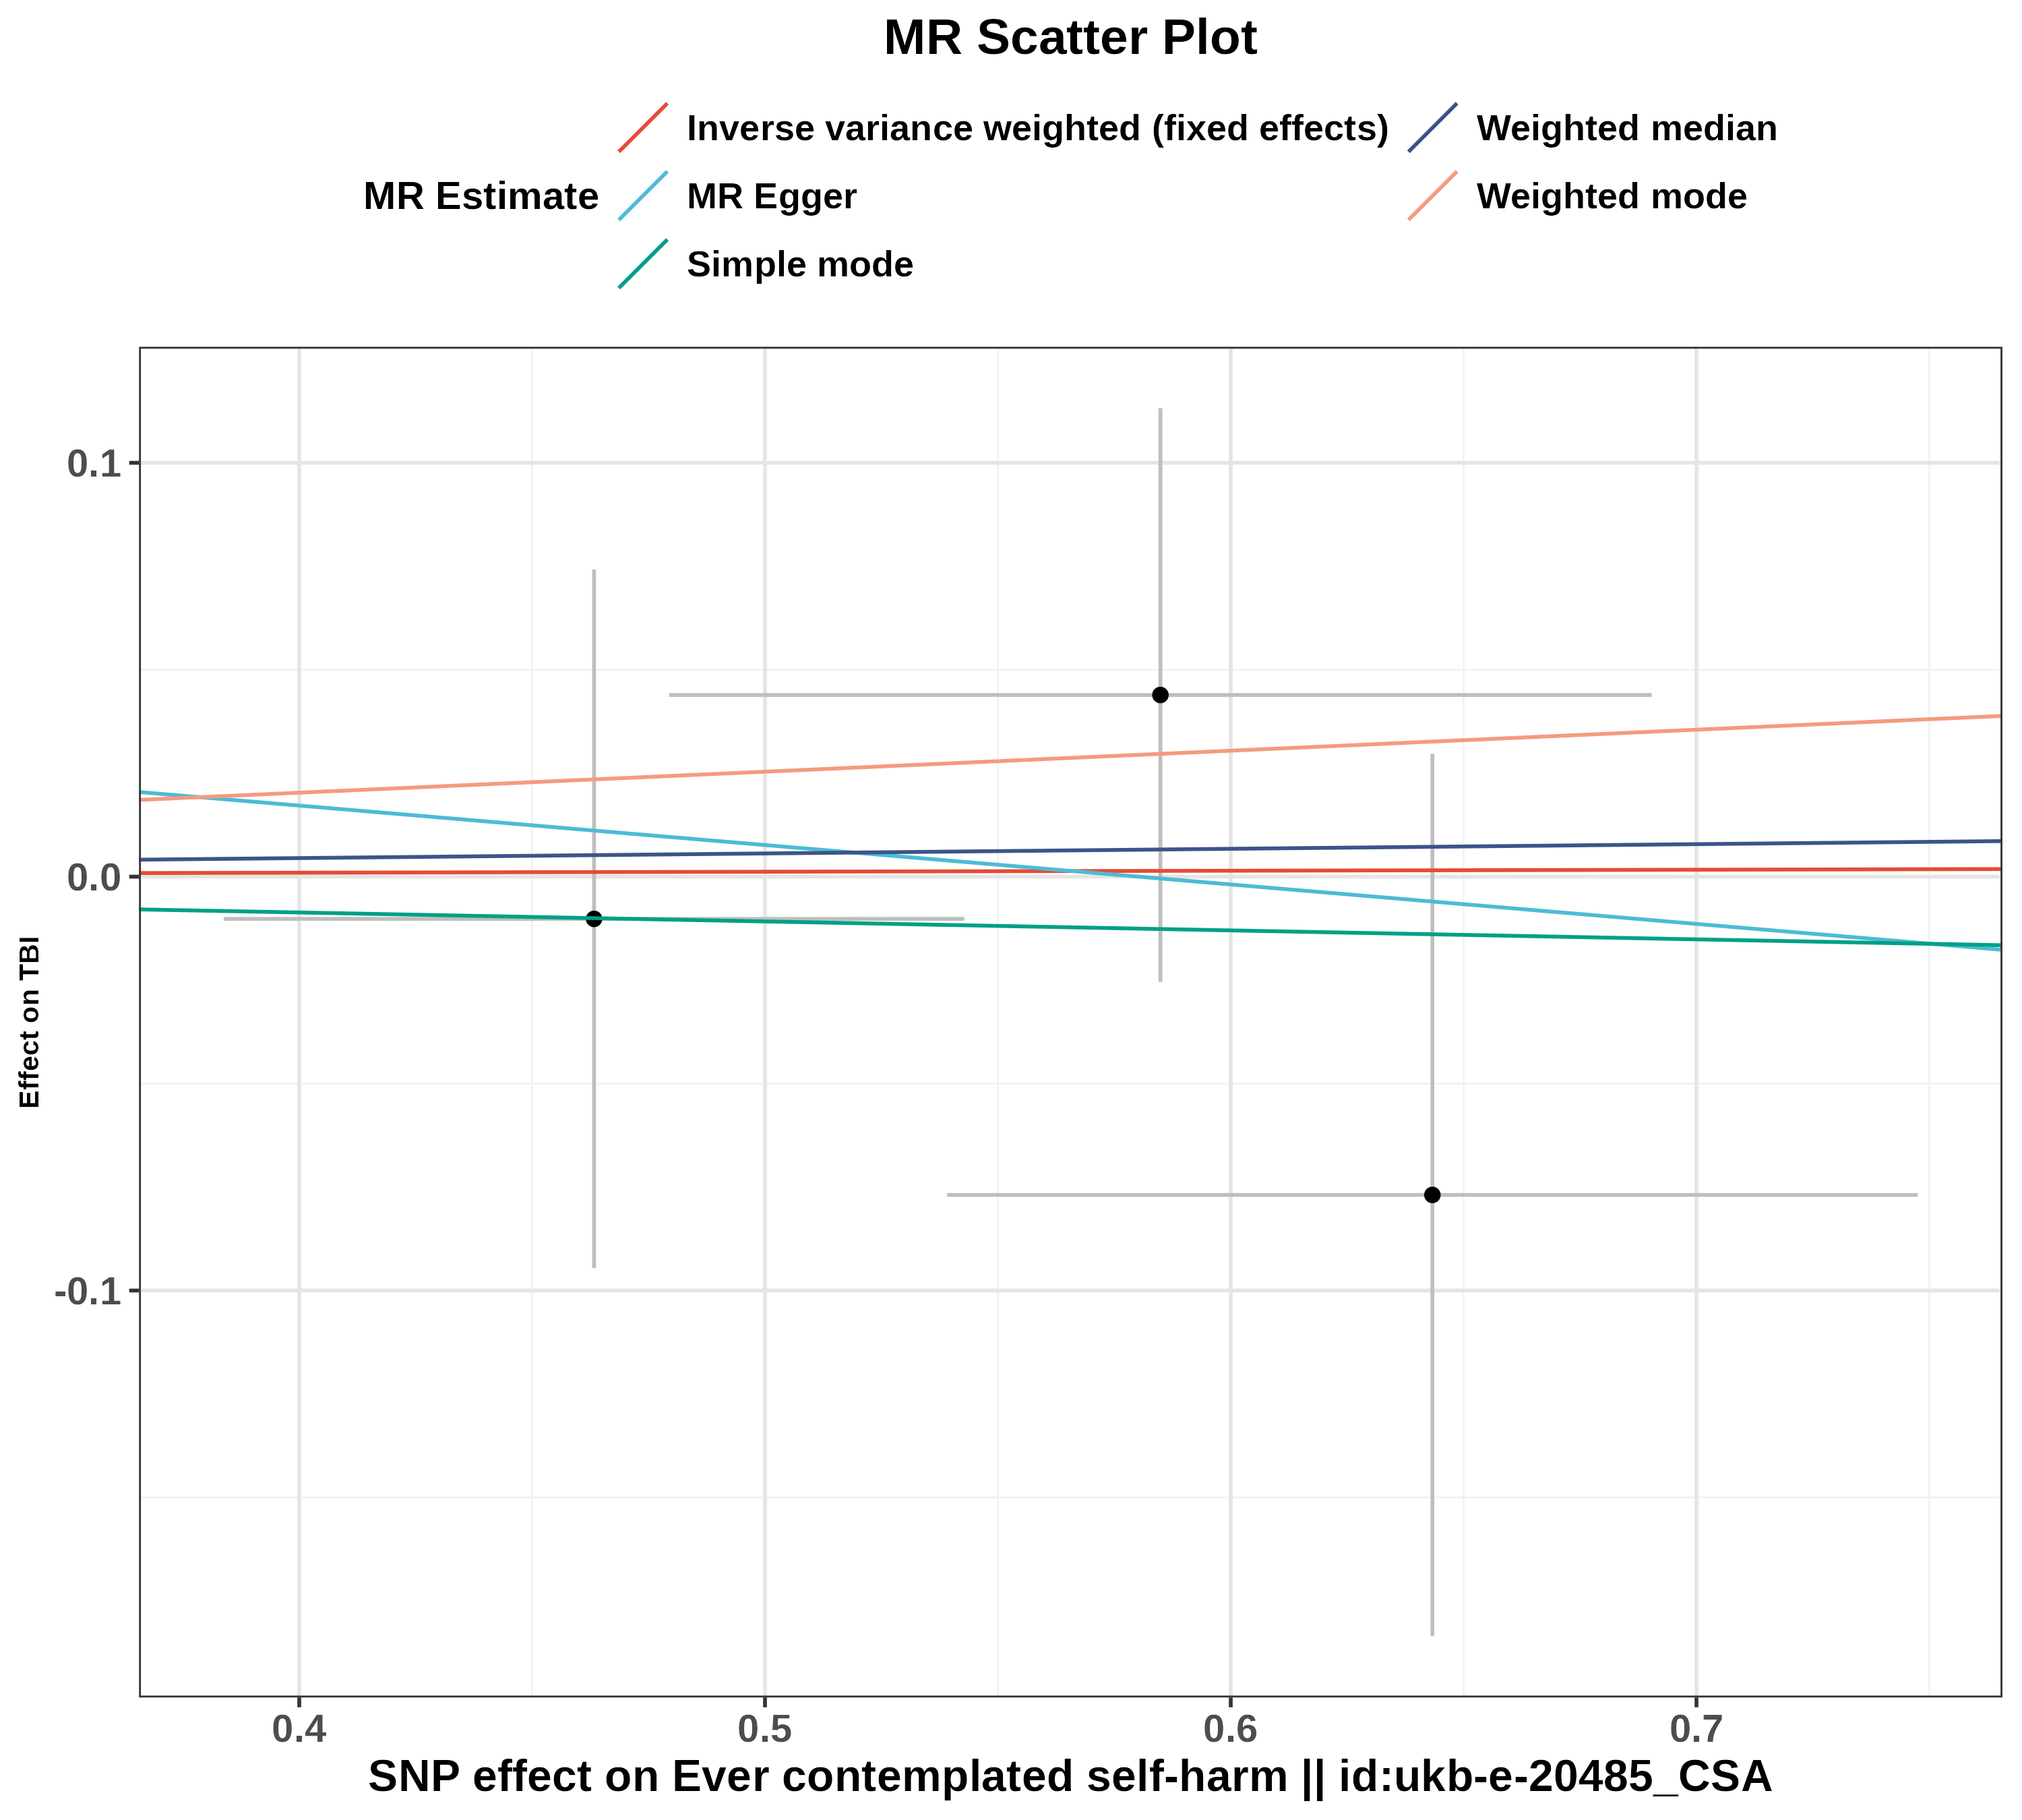 MR Scatter Plot
Inverse variance weighted (fixed effects)
Weighted median
MR Estimate
MR Egger
Weighted mode
Simple mode
0.1
0.0
-0.1
Effect on TBI
0.4
0.5
0.6
0.7
SNP effect on Ever contemplated self-harm || id:ukb-e-20485_CSA